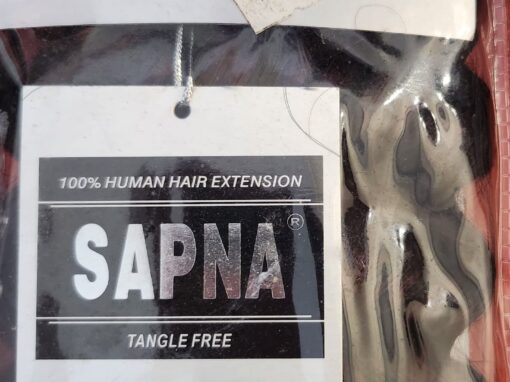 100% HUMAN HAIR EXTENSION
SAPNA®
TANGLE FREE